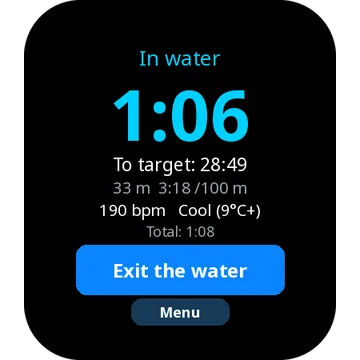 In water
1:06
To target: 28:49
33 m  3:18 /100 m
190 bpm   Cool (9°C+)
Total: 1:08
Exit the water
Menu